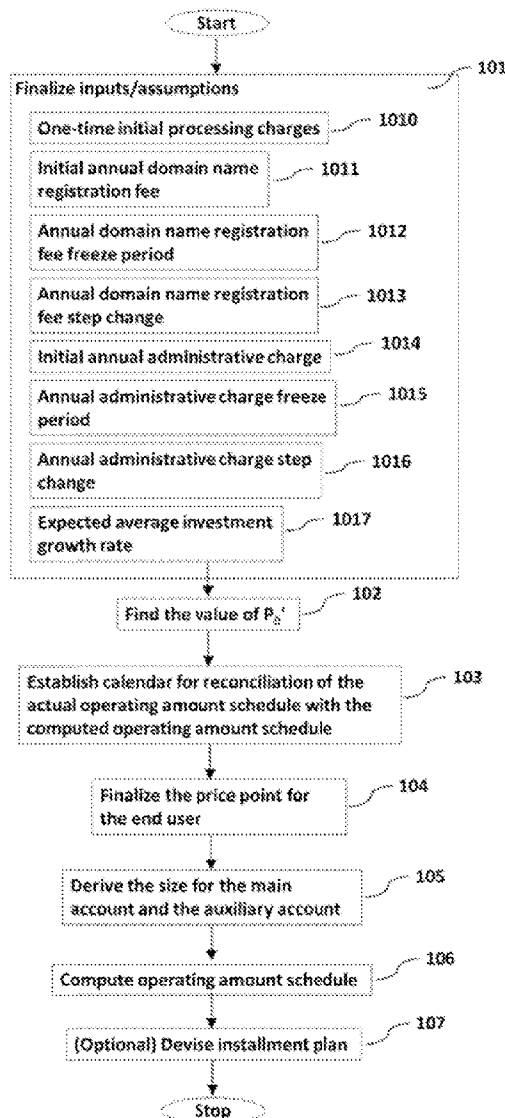 Start
101
Finalize inputs/assumptions
One-time initial processing charges
1010
Initial annual domain name
registration fee
1011
Annual domain name registration
fee freeze period
1012
Annual domain name registration
fee step change
1013
Initial annual administrative charge
1014
Annual administrative charge freeze
period
1015
Annual administrative charge step
change
1016
Expected average investment
growth rate
1017
102
Find the value of
103
Establish calendar for reconciliation of the
actual operating amount schedule with the
computed operating amount schedule
104
Finalize the price point for
the end user
105
Derive the size for the main
account and the auxiliary account
106
Compute operating amount schedule
107
(Optional) Devise installment plan
Stop